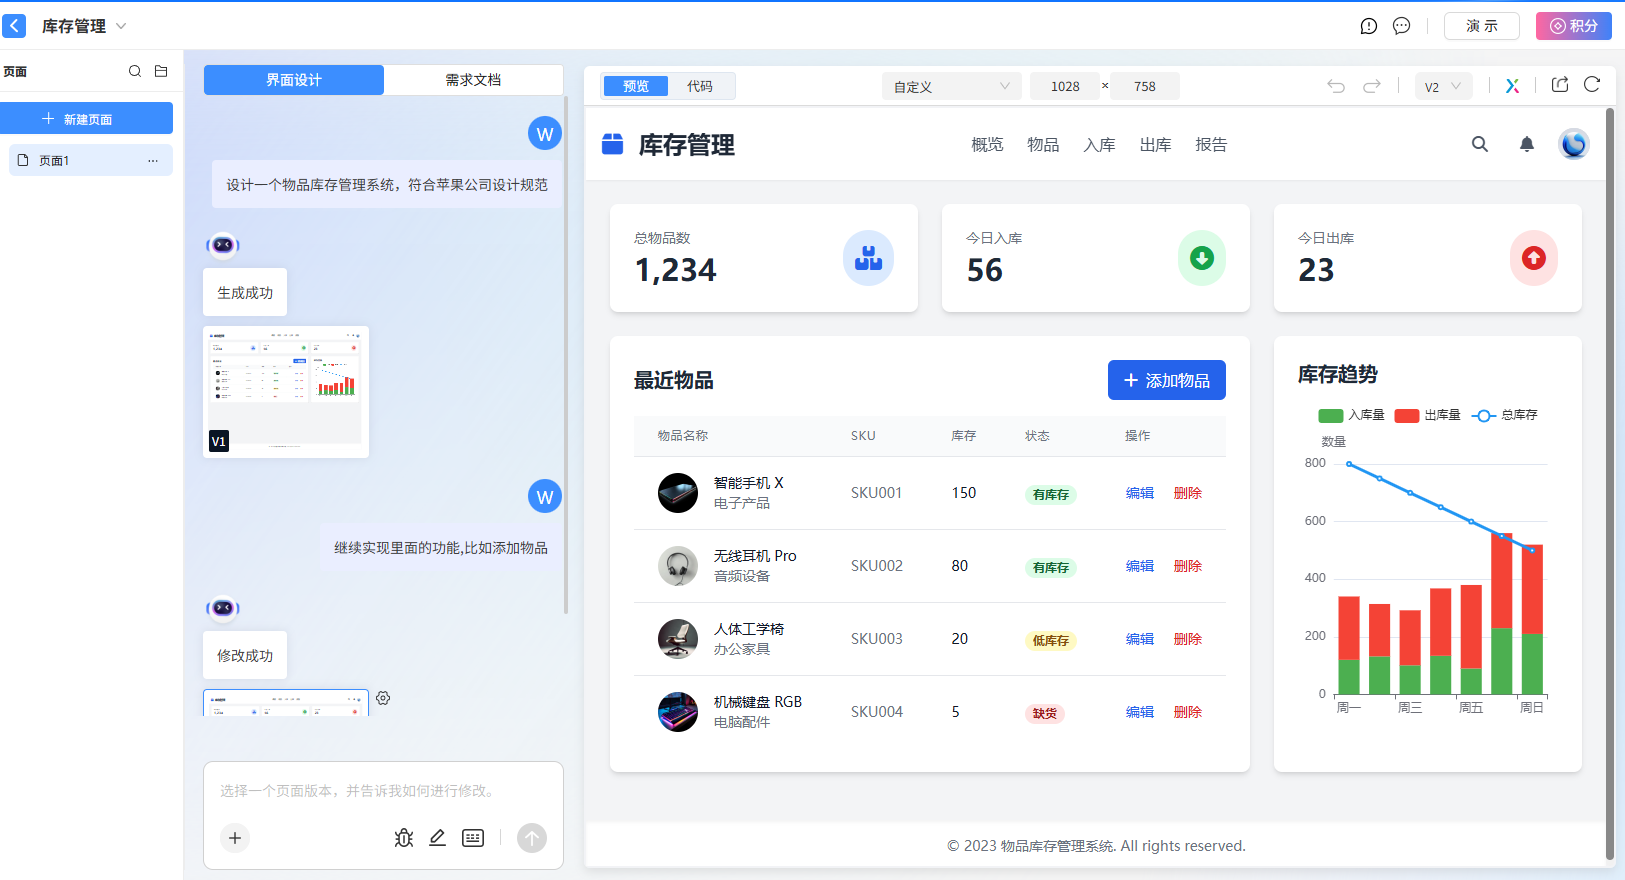 库存管理
演 示
积分
页面
新建页面
页面1
界面设计
需求文档
W
设计一个物品库存管理系统，符合苹果公司设计规范
生成成功
V1
W
继续实现里面的功能,比如添加物品
修改成功
选择一个页面版本，并告诉我如何进行修改。
预览
代码
自定义
1028 × 758
V2
库存管理
概览 物品 入库 出库 报告
总物品数
1,234
今日入库
56
今日出库
23
最近物品
添加物品
物品名称 SKU 库存 状态 操作
智能手机 X
电子产品
SKU001 150 有库存 编辑 删除
无线耳机 Pro
音频设备
SKU002 80 有库存 编辑 删除
人体工学椅
办公家具
SKU003 20 低库存 编辑 删除
机械键盘 RGB
电脑配件
SKU004 5 缺货 编辑 删除
库存趋势
入库量 出库量 总库存
数量
800
600
400
200
0
周一 周三 周五 周日
© 2023 物品库存管理系统. All rights reserved.